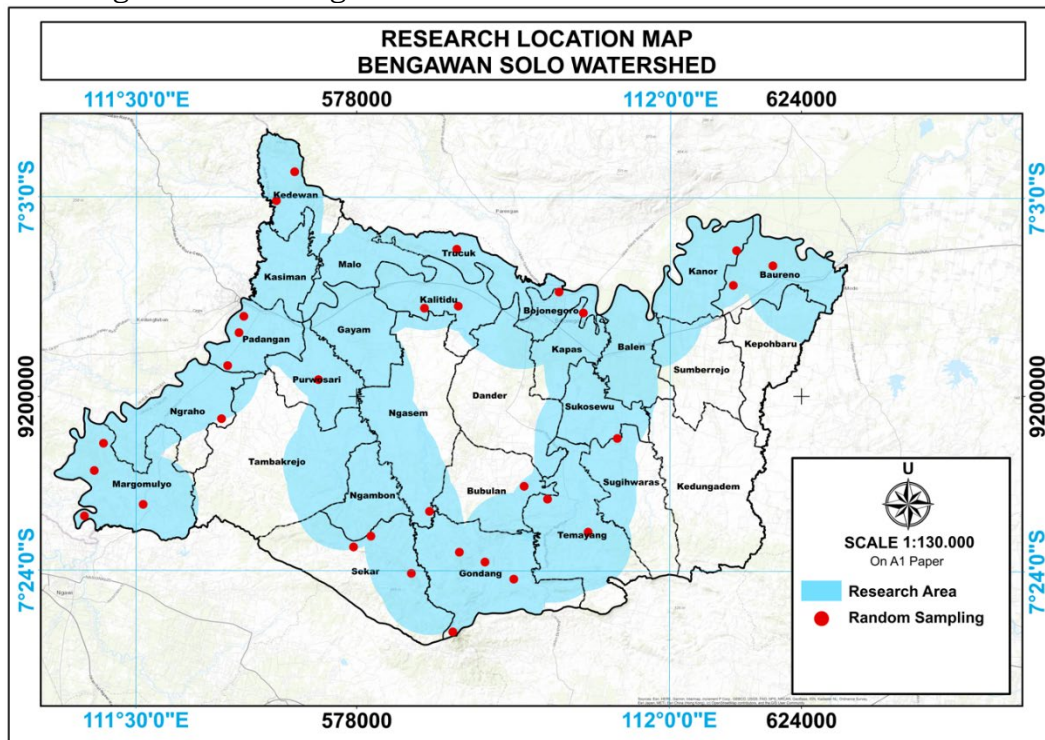 RESEARCH LOCATION MAP
BENGAWAN SOLO WATERSHED
111°30'0"E
578000
112°0'0"E
624000
7°3'0"S
7°3'0"S
Kedewan
Kasiman
Malo
Trucuk
Kanor
Baureno
Kalitidu
Bojonegoro
Padangan
Gayam
Kapas
Balen
Kepohbaru
Sumberrejo
Purwosari
Dander
9200000
9200000
Ngraho
Ngasem
Sukosewu
Tambakrejo
Margomulyo
Ngambon
Bubulan
Sugihwaras
Kedungadem
Temayang
Sekar
Gondang
7°24'0"S
7°24'0"S
U
SCALE 1:130.000
On A1 Paper
Research Area
Random Sampling
111°30'0"E
578000
112°0'0"E
624000